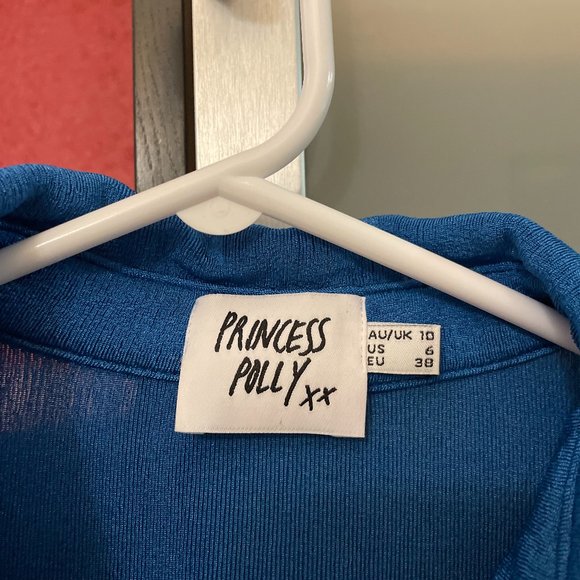 PRINCESS
POLLY xx
AU/UK 10
US 6
EU 38